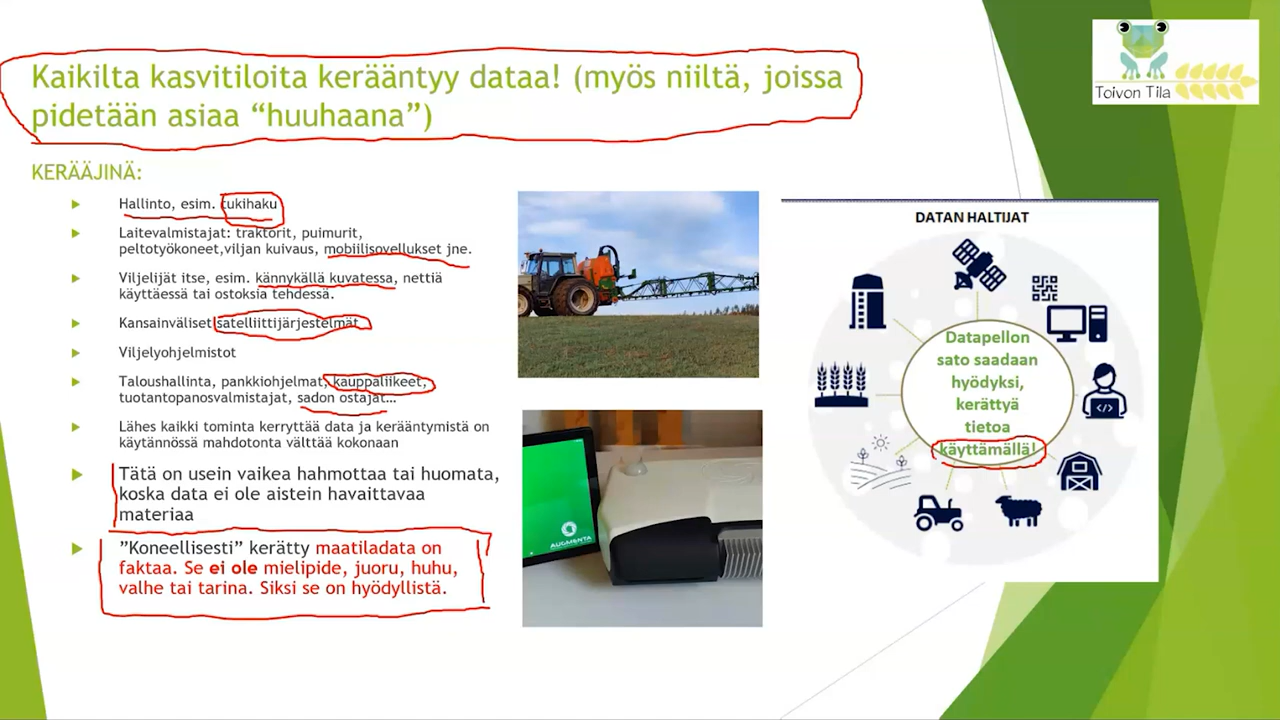 Kaikilta kasvitiloita kerääntyy dataa! (myös niiltä, joissa
pidetään asiaa “huuhaana”)
Toivon Tila
KERÄÄJINÄ:
Hallinto, esim. tukihaku
Laitevalmistajat: traktorit, puimurit,
peltotyökoneet,viljan kuivaus, mobiilisovellukset jne.
Viljelijät itse, esim. kännykällä kuvatessa, nettiä
käyttäessä tai ostoksia tehdessä.
Kansainväliset satelliittijärjestelmät
Viljelyohjelmistot
Taloushallinta, pankkiohjelmat, kauppaliikeet,
tuotantopanosvalmistajat, sadon ostajat…
Lähes kaikki tominta kerryttää data ja kerääntymistä on
käytännössä mahdotonta välttää kokonaan
Tätä on usein vaikea hahmottaa tai huomata,
koska data ei ole aistein havaittavaa
materiaa
”Koneellisesti” kerätty maatiladata on
faktaa. Se ei ole mielipide, juoru, huhu,
valhe tai tarina. Siksi se on hyödyllistä.
AUGMENTA
DATAN HALTIJAT
Datapellon
sato saadaan
hyödyksi,
kerättyä
tietoa
käyttämällä!